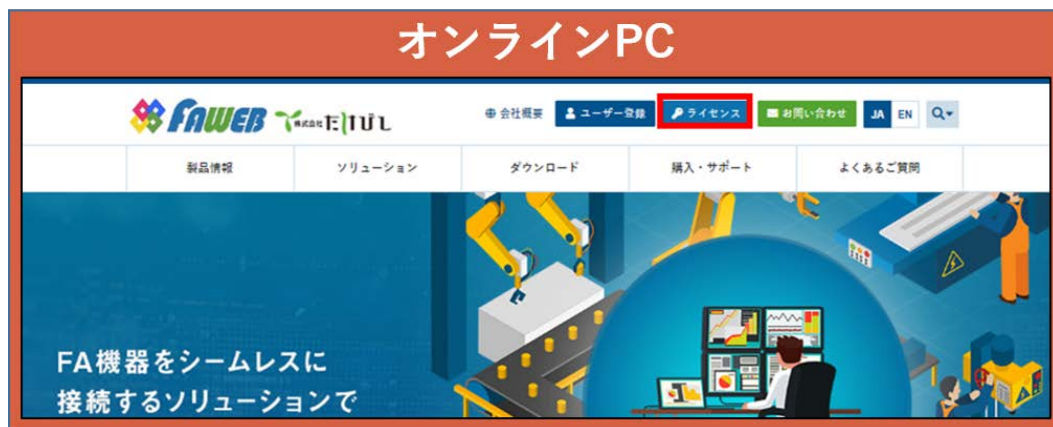 オンラインPC
FAWEB 株式会社たけびし 会社概要 ユーザー登録 ライセンス お問い合わせ JA EN
製品情報 ソリューション ダウンロード 購入・サポート よくあるご質問
FA機器をシームレスに
接続するソリューションで